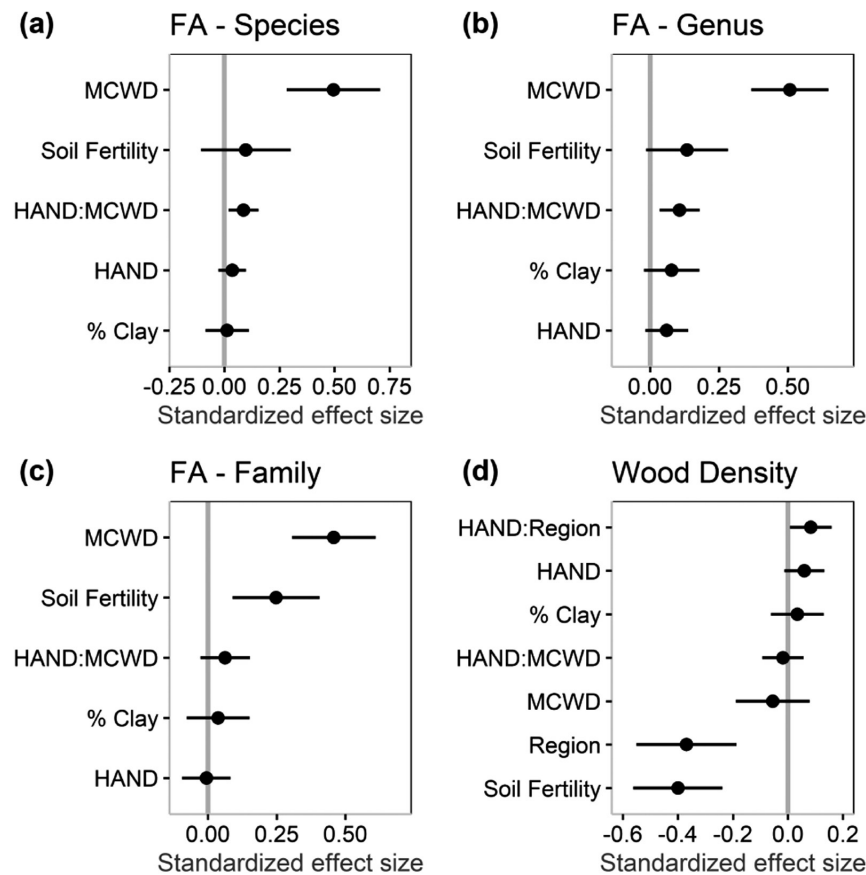 (a) FA - Species
MCWD
Soil Fertility
HAND:MCWD
HAND
% Clay
-0.25 0.00 0.25 0.50 0.75
Standardized effect size
(b) FA - Genus
MCWD
Soil Fertility
HAND:MCWD
% Clay
HAND
0.00 0.25 0.50
Standardized effect size
(c) FA - Family
MCWD
Soil Fertility
HAND:MCWD
% Clay
HAND
0.00 0.50
Standardized effect size
(d) Wood Density
HAND:Region
HAND
% Clay
HAND:MCWD
MCWD
Region
Soil Fertility
-0.6 -0.4 -0.2 0.0 0.2
Standardized effect size